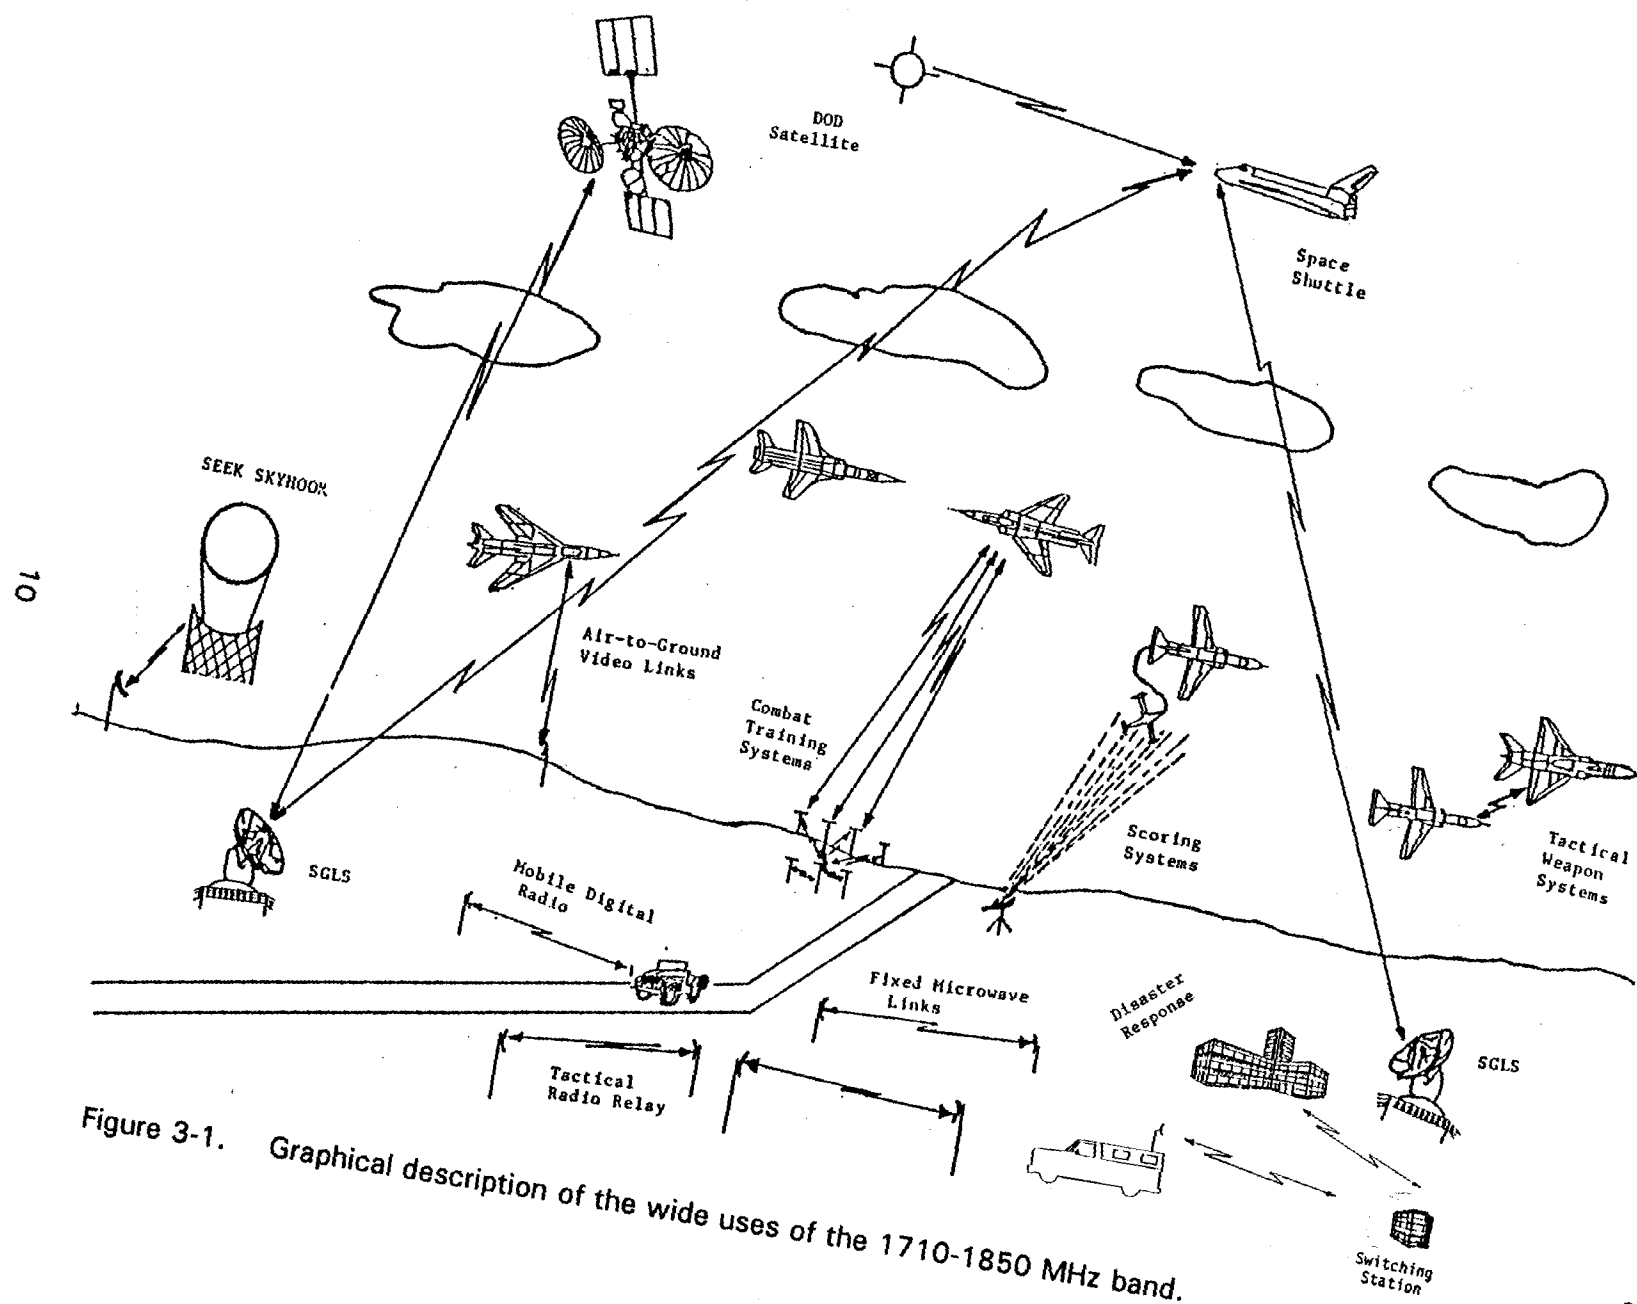 DOD
Satellite
Space
Shuttle
SEEK SKYHOOK
10
Air-to-Ground
Video Links
Combat
Training
Systems
Scoring
Systems
Tactical
Weapon
Systems
SGLS
Mobile Digital
Radio
Fixed Microwave
Links
Disaster
Response
SGLS
Tactical
Radio Relay
Switching
Station
Figure 3-1. Graphical description of the wide uses of the 1710-1850 MHz band.